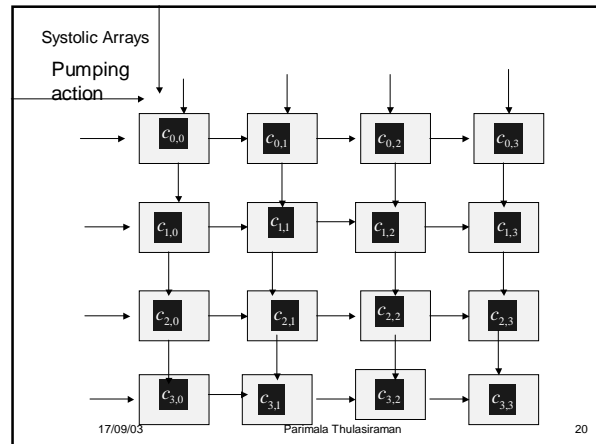 Systolic Arrays
Pumping
action
c0,0 c0,1 c0,2 c0,3
c1,0 c1,1 c1,2 c1,3
c2,0 c2,1 c2,2 c2,3
c3,0 c3,1 c3,2 c3,3
17/09/03 Parimala Thulasiraman 20